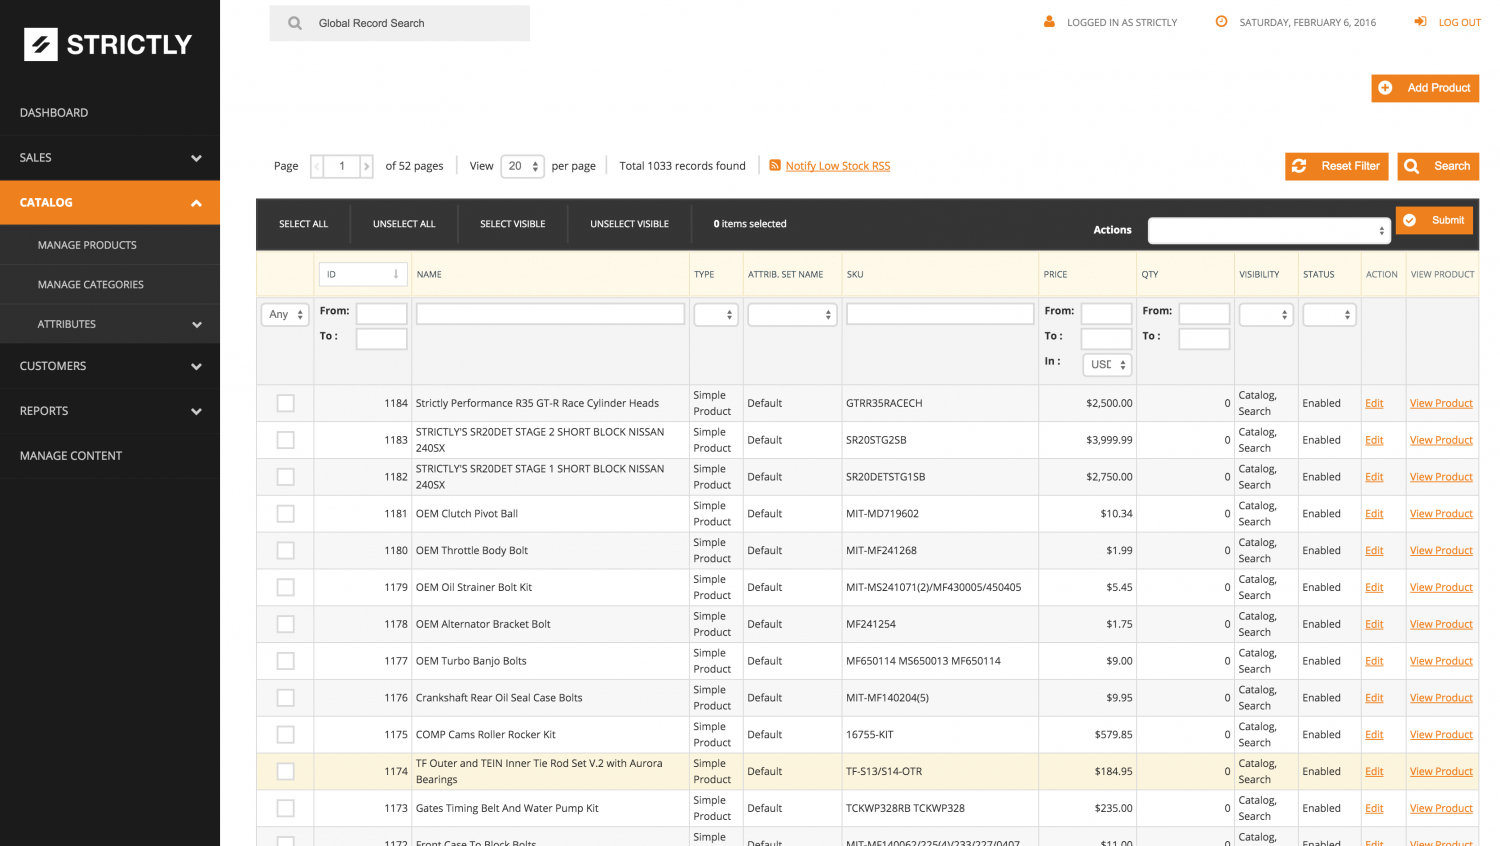 STRICTLY
Global Record Search
LOGGED IN AS STRICTLY
SATURDAY, FEBRUARY 6, 2016
LOG OUT
DASHBOARD
SALES
CATALOG
MANAGE PRODUCTS
MANAGE CATEGORIES
ATTRIBUTES
CUSTOMERS
REPORTS
MANAGE CONTENT
Add Product
Page 1 of 52 pages View 20 per page Total 1033 records found Notify Low Stock RSS
Reset Filter Search
SELECT ALL UNSELECT ALL SELECT VISIBLE UNSELECT VISIBLE 0 items selected Actions Submit
ID NAME TYPE ATTRIB. SET NAME SKU PRICE QTY VISIBILITY STATUS ACTION VIEW PRODUCT
Any From: From: From:
To : To : To :
In : USD
1184 Strictly Performance R35 GT-R Race Cylinder Heads Simple Product Default GTRR35RACECH $2,500.00 0 Catalog, Search Enabled Edit View Product
1183 STRICTLY'S SR20DET STAGE 2 SHORT BLOCK NISSAN 240SX Simple Product Default SR20STG2SB $3,999.99 0 Catalog, Search Enabled Edit View Product
1182 STRICTLY'S SR20DET STAGE 1 SHORT BLOCK NISSAN 240SX Simple Product Default SR20DETSTG1SB $2,750.00 0 Catalog, Search Enabled Edit View Product
1181 OEM Clutch Pivot Ball Simple Product Default MIT-MD719602 $10.34 0 Catalog, Search Enabled Edit View Product
1180 OEM Throttle Body Bolt Simple Product Default MIT-MF241268 $1.99 0 Catalog, Search Enabled Edit View Product
1179 OEM Oil Strainer Bolt Kit Simple Product Default MIT-MS241071(2)/MF430005/450405 $5.45 0 Catalog, Search Enabled Edit View Product
1178 OEM Alternator Bracket Bolt Simple Product Default MF241254 $1.75 0 Catalog, Search Enabled Edit View Product
1177 OEM Turbo Banjo Bolts Simple Product Default MF650114 MS650013 MF650114 $9.00 0 Catalog, Search Enabled Edit View Product
1176 Crankshaft Rear Oil Seal Case Bolts Simple Product Default MIT-MF140204(5) $9.95 0 Catalog, Search Enabled Edit View Product
1175 COMP Cams Roller Rocker Kit Simple Product Default 16755-KIT $579.85 0 Catalog, Search Enabled Edit View Product
1174 TF Outer and TEIN Inner Tie Rod Set V.2 with Aurora Bearings Simple Product Default TF-S13/S14-OTR $184.95 0 Catalog, Search Enabled Edit View Product
1173 Gates Timing Belt And Water Pump Kit Simple Product Default TCKWP328RB TCKWP328 $235.00 0 Catalog, Search Enabled Edit View Product
1172 Front Case To Block Bolts Simple Default MIT-MF140062/225(4)/233/227/0407 $11.00 0 Catalog, Enabled Edit View Product